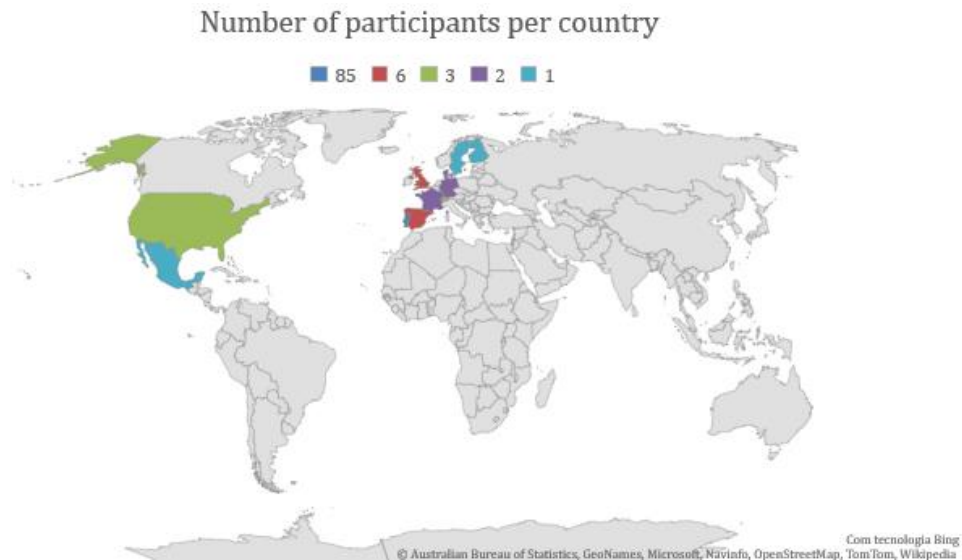 Number of participants per country
85 6 3 2 1
Com tecnologia Bing
© Australian Bureau of Statistics, GeoNames, Microsoft, Navinfo, OpenStreetMap, TomTom, Wikipedia